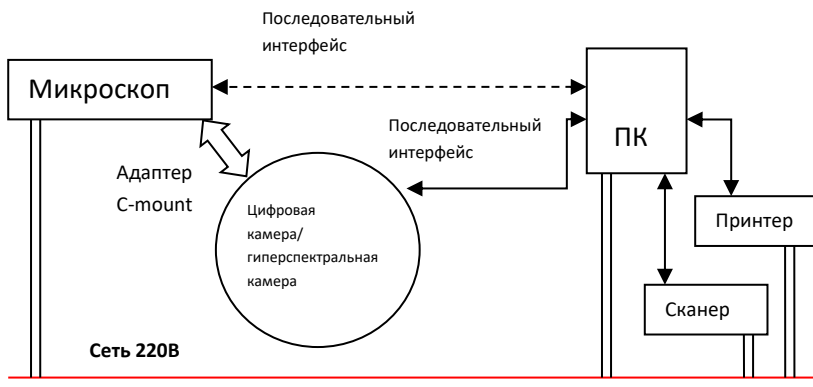 Последовательный
интерфейс
Микроскоп
ПК
Последовательный
интерфейс
Адаптер
C-mount
Цифровая
камера/
гиперспектральная
камера
Принтер
Сканер
Сеть 220В